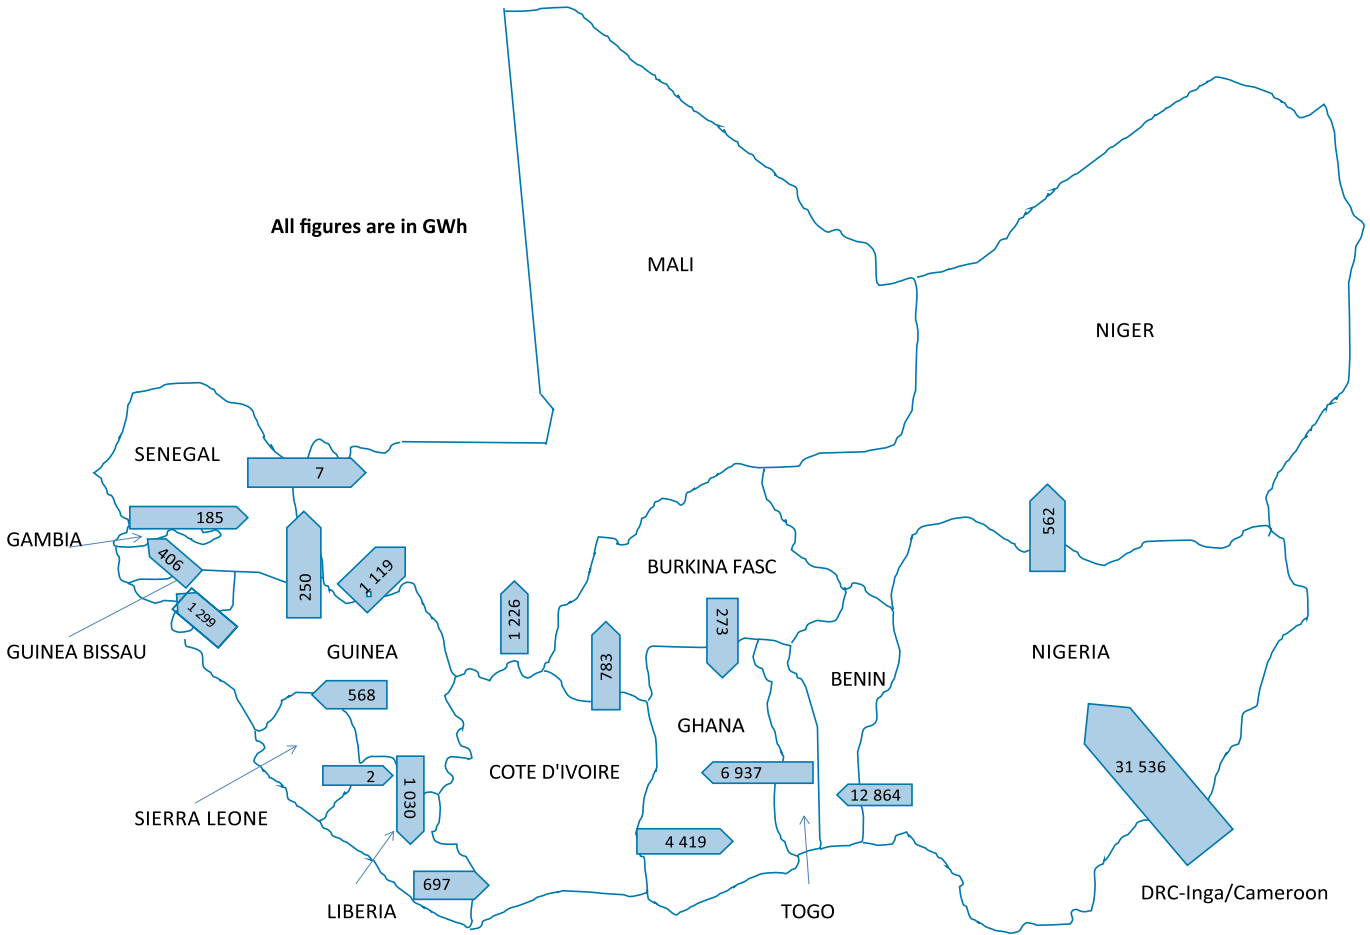 All figures are in GWh
MALI
NIGER
SENEGAL
7
185
GAMBIA
406
250
1 119
1 299
562
BURKINA FASC
1 226
273
783
GUINEA BISSAU
GUINEA
NIGERIA
BENIN
568
GHANA
COTE D'IVOIRE
6 937
31 536
2
1 030
12 864
SIERRA LEONE
4 419
697
DRC-Inga/Cameroon
LIBERIA
TOGO